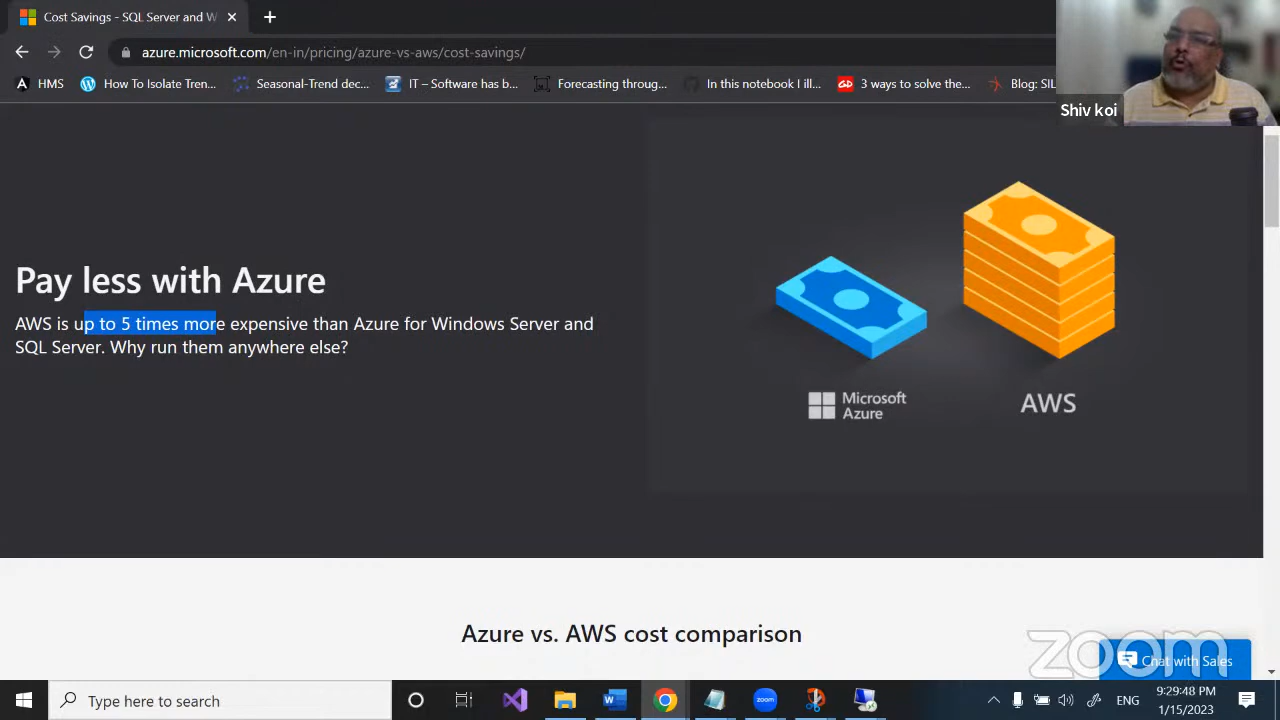 Cost Savings - SQL Server and W
azure.microsoft.com/en-in/pricing/azure-vs-aws/cost-savings/
HMS
How To Isolate Tren...
Seasonal-Trend dec...
IT – Software has b...
Forecasting throug...
In this notebook I ill...
3 ways to solve the...
Blog: SIL
Shiv koi
Pay less with Azure
AWS is up to 5 times more expensive than Azure for Windows Server and
SQL Server. Why run them anywhere else?
Microsoft
Azure
AWS
Azure vs. AWS cost comparison
zoom
Chat with Sales
Type here to search
zoom
ENG
9:29:48 PM
1/15/2023